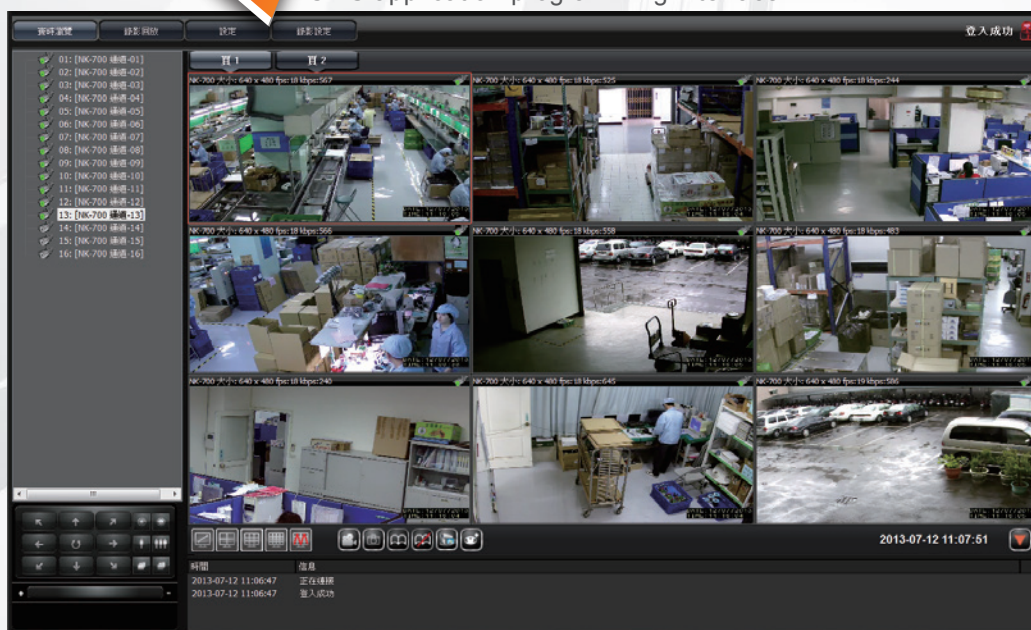 即時瀏覽 錄影回放 設定 錄影設定 登入成功
頁 1 頁 2
01: [NK-700 通道-01]
02: [NK-700 通道-02]
03: [NK-700 通道-03]
04: [NK-700 通道-04]
05: [NK-700 通道-05]
06: [NK-700 通道-06]
07: [NK-700 通道-07]
08: [NK-700 通道-08]
09: [NK-700 通道-09]
10: [NK-700 通道-10]
11: [NK-700 通道-11]
12: [NK-700 通道-12]
13: [NK-700 通道-13]
14: [NK-700 通道-14]
15: [NK-700 通道-15]
16: [NK-700 通道-16]
NK-700 大小: 640 x 480 fps:18 kbps:567
NK-700 大小: 640 x 480 fps:18 kbps:525
NK-700 大小: 640 x 480 fps:18 kbps:244
NK-700 大小: 640 x 480 fps:18 kbps:566
NK-700 大小: 640 x 480 fps:18 kbps:558
NK-700 大小: 640 x 480 fps:18 kbps:483
NK-700 大小: 640 x 480 fps:18 kbps:240
NK-700 大小: 640 x 480 fps:18 kbps:645
NK-700 大小: 640 x 480 fps:19 kbps:586
2013-07-12 11:07:51
時間 信息
2013-07-12 11:06:47 正在連接
2013-07-12 11:06:47 登入成功